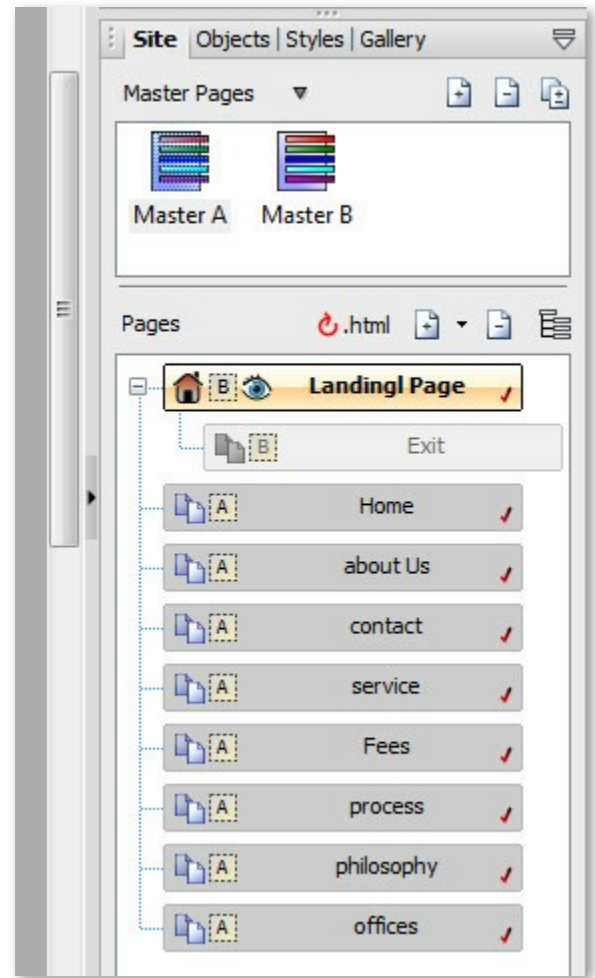 Site Objects | Styles | Gallery
Master Pages
Master A Master B
Pages .html
B Landingl Page
B Exit
A Home
A about Us
A contact
A service
A Fees
A process
A philosophy
A offices